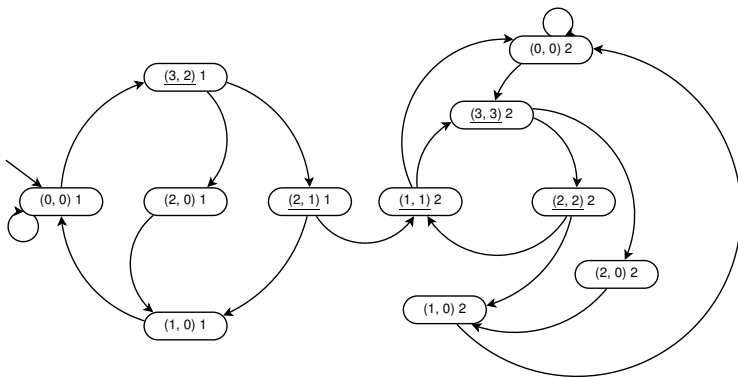 (0, 0) 2
(3, 2) 1
(3, 3) 2
(0, 0) 1
(2, 0) 1
(2, 1) 1
(1, 1) 2
(2, 2) 2
(2, 0) 2
(1, 0) 2
(1, 0) 1